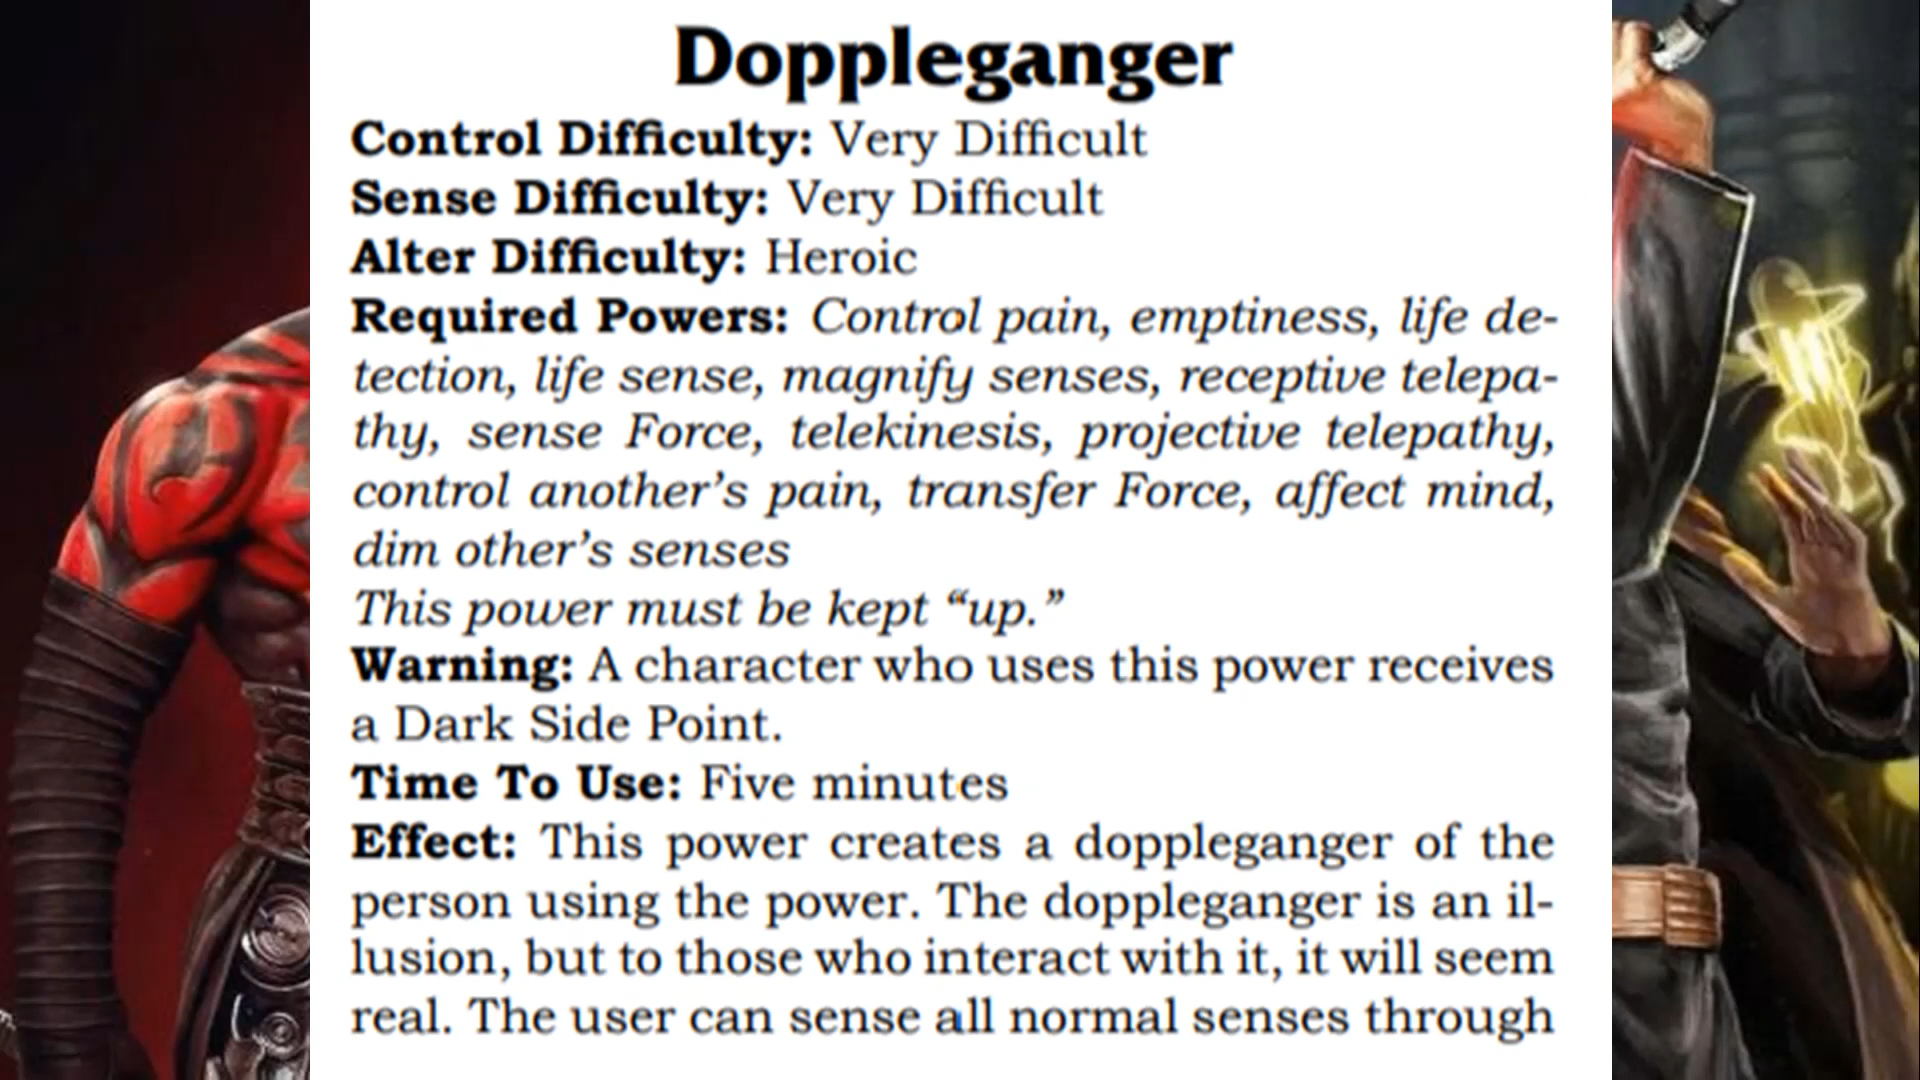 Doppleganger
Control Difficulty: Very Difficult
Sense Difficulty: Very Difficult
Alter Difficulty: Heroic
Required Powers: Control pain, emptiness, life de-
tection, life sense, magnify senses, receptive telepa-
thy, sense Force, telekinesis, projective telepathy,
control another’s pain, transfer Force, affect mind,
dim other’s senses
This power must be kept “up.”
Warning: A character who uses this power receives
a Dark Side Point.
Time To Use: Five minutes
Effect: This power creates a doppleganger of the
person using the power. The doppleganger is an il-
lusion, but to those who interact with it, it will seem
real. The user can sense all normal senses through